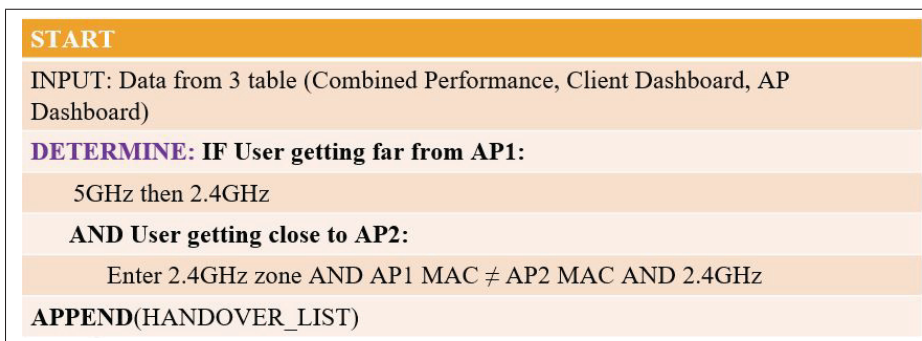 START
INPUT: Data from 3 table (Combined Performance, Client Dashboard, AP
Dashboard)
DETERMINE: IF User getting far from AP1:
5GHz then 2.4GHz
AND User getting close to AP2:
Enter 2.4GHz zone AND AP1 MAC ≠ AP2 MAC AND 2.4GHz
APPEND(HANDOVER_LIST)